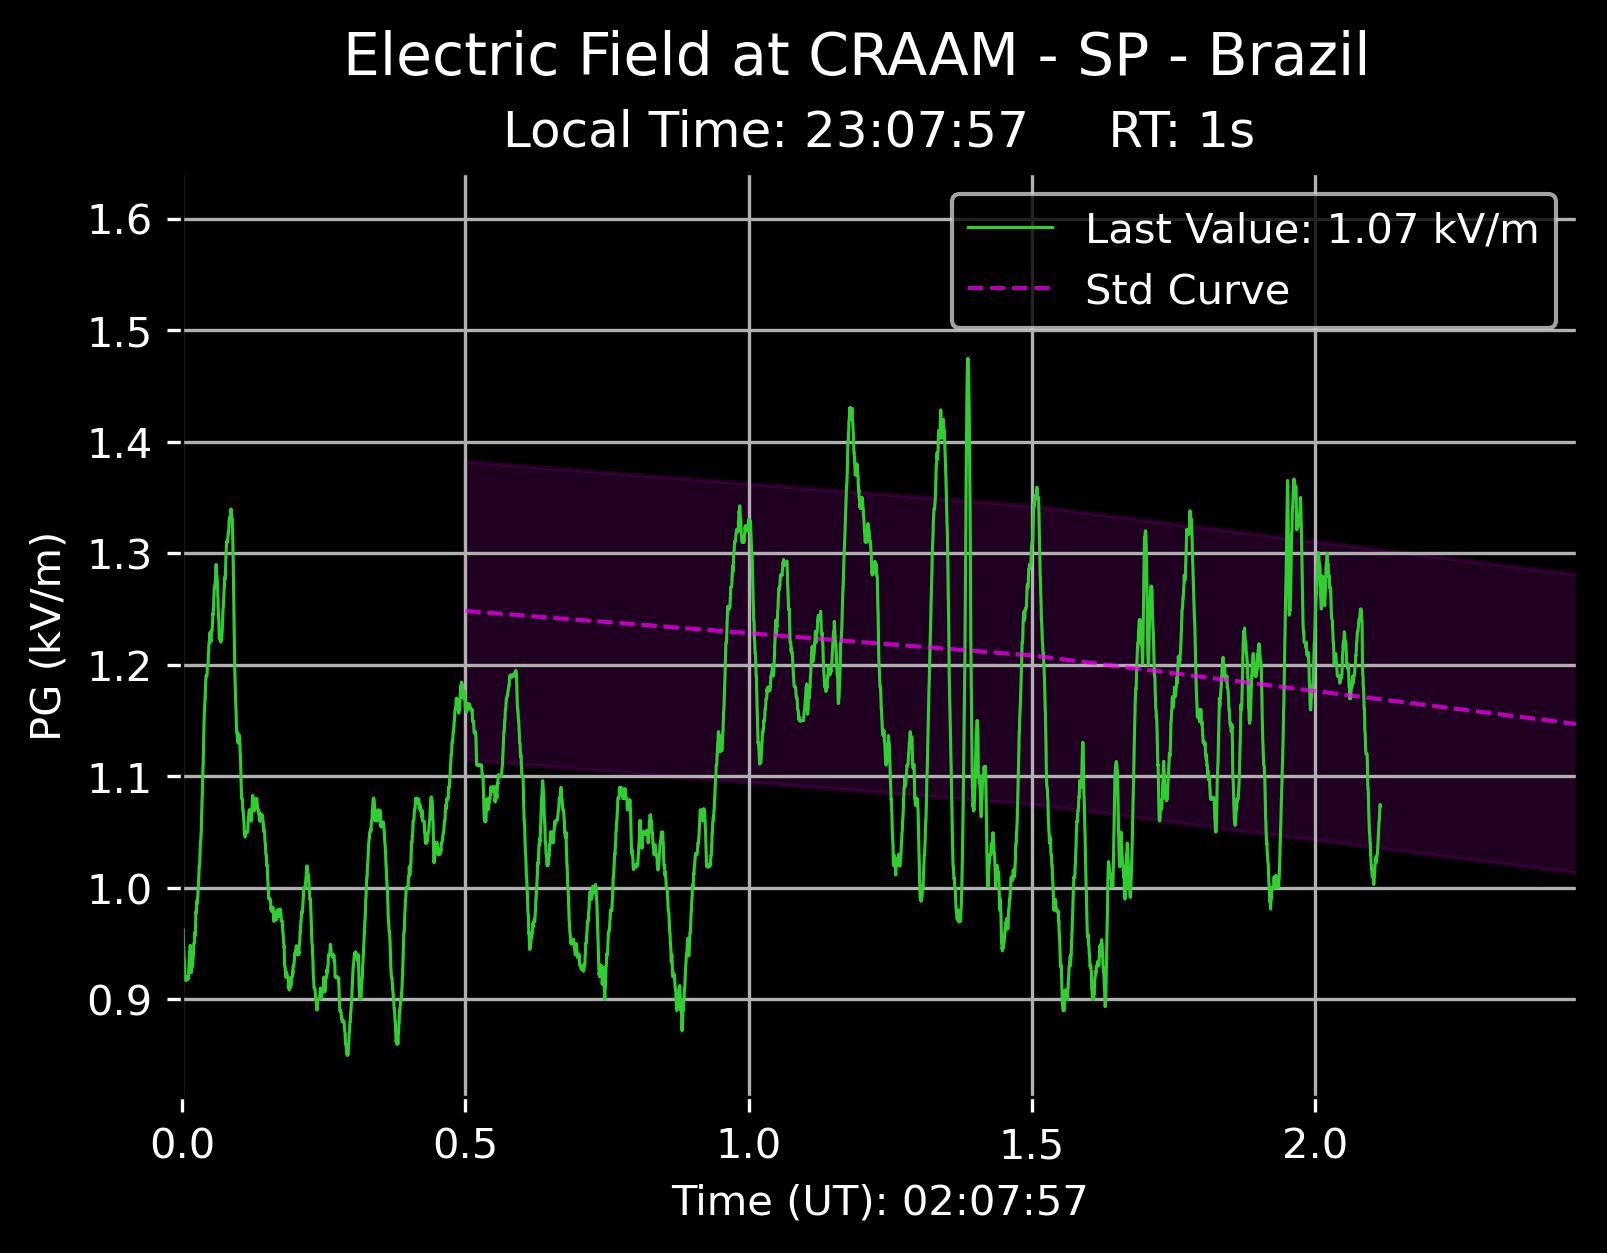 Electric Field at CRAAM - SP - Brazil
Local Time: 23:07:57 RT: 1s
Last Value: 1.07 kV/m
Std Curve
PG (kV/m)
1.6
1.5
1.4
1.3
1.2
1.1
1.0
0.9
0.0 0.5 1.0 1.5 2.0
Time (UT): 02:07:57